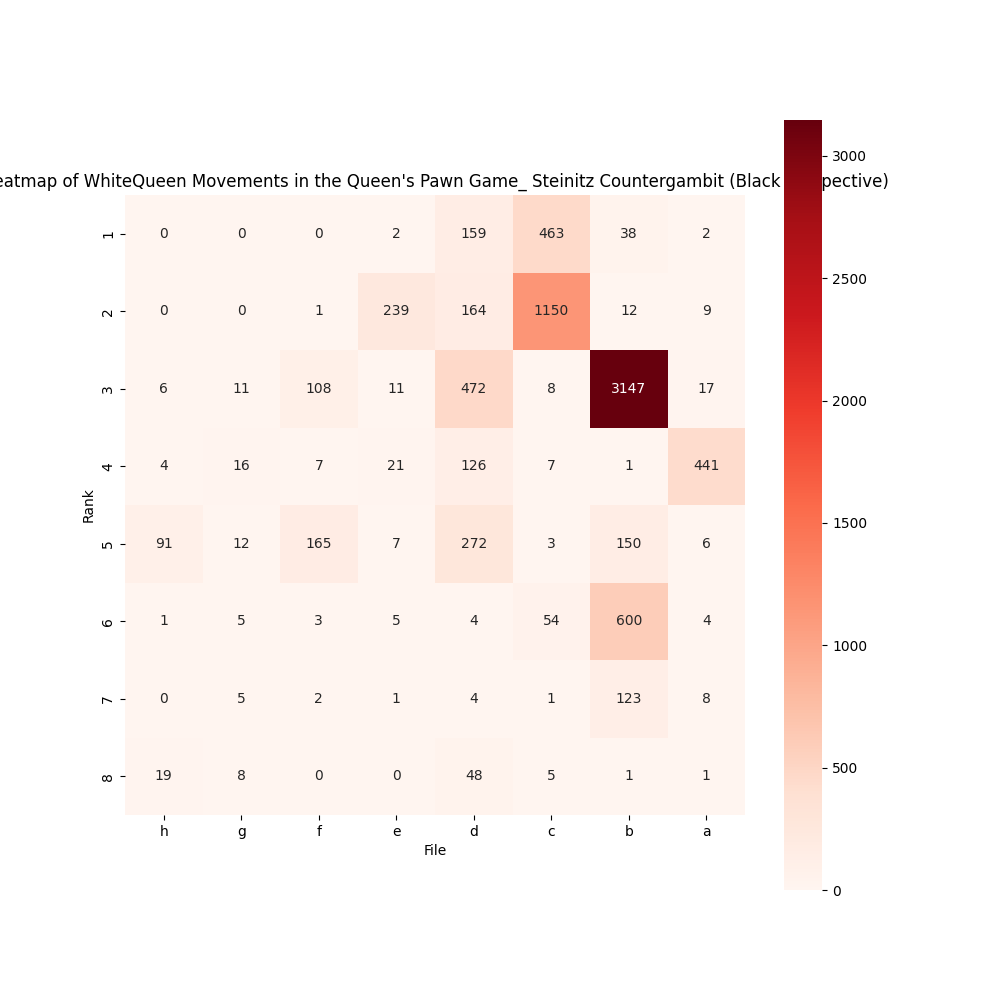 eatmap of WhiteQueen Movements in the Queen's Pawn Game_ Steinitz Countergambit (Black pective)
1 0 0 0 2 159 463 38 2
2 0 0 1 239 164 1150 12 9
3 6 11 108 11 472 8 3147 17
4 4 16 7 21 126 7 1 441
5 91 12 165 7 272 3 150 6
6 1 5 3 5 4 54 600 4
7 0 5 2 1 4 1 123 8
8 19 8 0 0 48 5 1 1
h g f e d c b a
File
Rank
3000
2500
2000
1500
1000
500
0